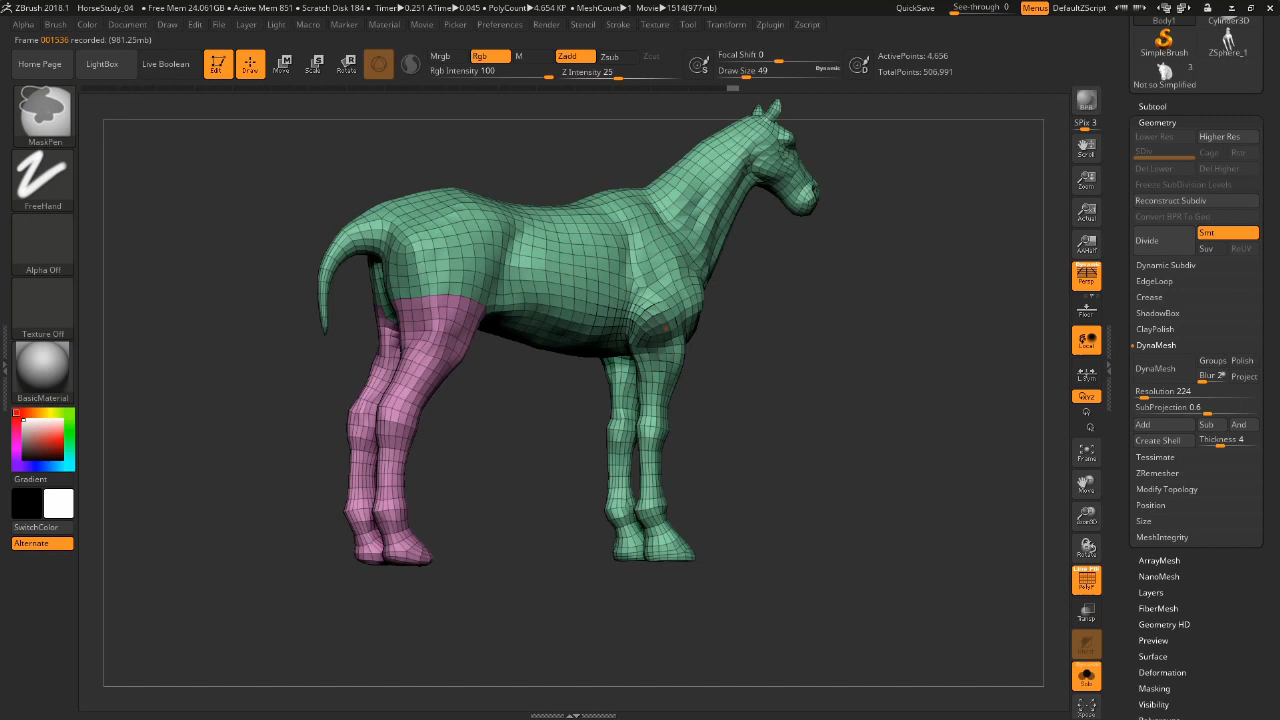 ZBrush 2018.1 HorseStudy_04 • Free Mem 24.061GB • Active Mem 851 • Scratch Disk 184 • Timer▶0.251 ATime▶0.045 • PolyCount▶4.654 KP • MeshCount▶1 Movie▶1514(977mb) QuickSave See-through 0 Menus DefaultZScript
Alpha Brush Color Document Draw Edit File Layer Light Macro Marker Material Movie Picker Preferences Render Stencil Stroke Texture Tool Transform Zplugin Zscript
Frame 001536 recorded. (981.25mb)
Home Page LightBox Live Boolean Edit Draw Move Scale Rotate
Mrgb Rgb M Zadd Zsub Zcut
Rgb Intensity 100 Z Intensity 25
Focal Shift 0
Draw Size 49 Dynamic
S D
ActivePoints: 4,656
TotalPoints: 506,991
MaskPen
FreeHand
Alpha Off
Texture Off
BasicMaterial
Gradient
SwitchColor
Alternate
BPR
SPix 3
Scroll
Zoom
Actual
AAHalf
Dynamic
Persp
Floor
Local
L.Sym
XYZ
Frame
Move
Zoom3D
Rotate
Line Fill
PolyF
Transp
Dynamic
Solo
Xpose
Body1 Cylinder3D
SimpleBrush ZSphere_1
3
Not so Simplified
Subtool
Geometry
Lower Res Higher Res
SDiv Cage Rstr
Del Lower Del Higher
Freeze SubDivision Levels
Reconstruct Subdiv
Convert BPR To Geo
Divide Smt
Suv ReUV
Dynamic Subdiv
EdgeLoop
Crease
ShadowBox
ClayPolish
DynaMesh
Groups Polish
DynaMesh Blur 2 Project
Resolution 224
SubProjection 0.6
Add Sub And
Create Shell Thickness 4
Tessimate
ZRemesher
Modify Topology
Position
Size
MeshIntegrity
ArrayMesh
NanoMesh
Layers
FiberMesh
Geometry HD
Preview
Surface
Deformation
Masking
Visibility